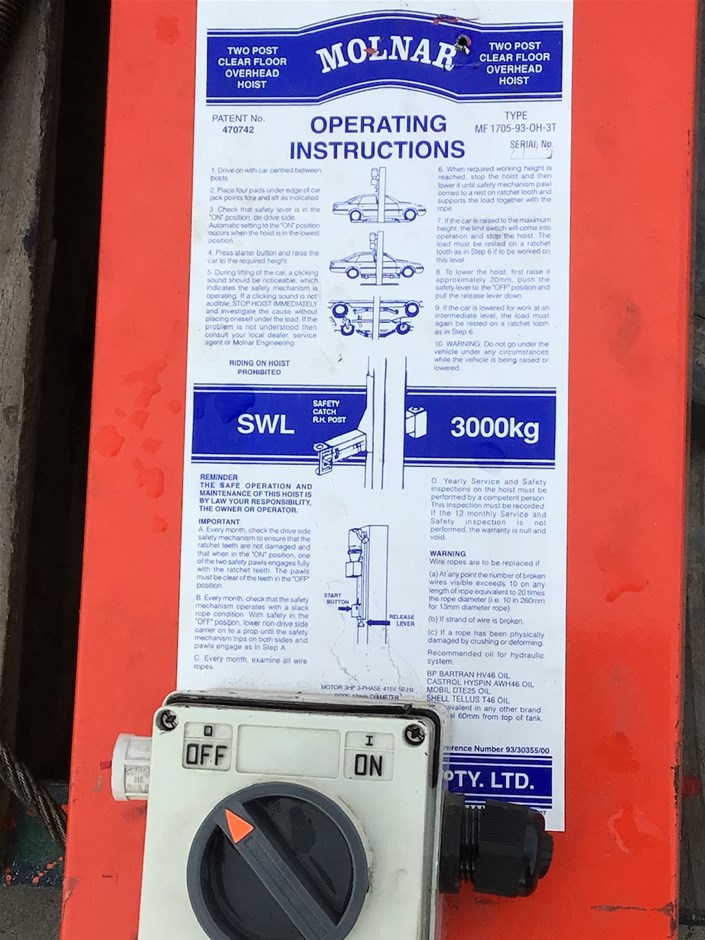 TWO POST
CLEAR FLOOR
OVERHEAD
HOIST
MOLNAR
TWO POST
CLEAR FLOOR
OVERHEAD
HOIST
PATENT No.
470742
OPERATING
INSTRUCTIONS
TYPE
MF 1705-93-OH-3T
SERIAL No
1. Drive on with car centred between
posts.
2. Place four pads under edge of car
jack points fore and aft as indicated.
3. Check that safety lever is in the
"ON" position, on drive side.
Automatic setting to the "ON" position
occurs when the hoist is in the lowest
position.
4. Press starter button and raise the
car to the required height.
5. During lifting of the car, a clicking
sound should be noticeable, which
indicates the safety mechanism is
operating. If a clicking sound is not
audible, STOP HOIST IMMEDIATELY
and investigate the cause without
placing oneself under the load. If the
problem is not understood then
consult your local dealer, service
agent or Molnar Engineering.
RIDING ON HOIST
PROHIBITED
6. When required working height is
reached, stop the hoist and then
lower it until safety mechanism pawl
comes to a rest on ratchet tooth and
supports the load together with the
rope.
7. If the car is raised to the maximum
height, the limit switch will come into
operation and stop the hoist. The
load must be rested on a ratchet
tooth as in Step 6 if to be worked on
this level.
8. To lower the hoist, first raise it
approximately 20mm, push the
safety lever to the "OFF" position and
pull the release lever down.
9. If the car is lowered for work at an
intermediate level, the load must
again be rested on a ratchet tooth
as in Step 6.
10. WARNING: Do not go under the
vehicle under any circumstances
while the vehicle is being raised or
lowered.
SWL
SAFETY
CATCH
R.H. POST
3000kg
REMINDER
THE SAFE OPERATION AND
MAINTENANCE OF THIS HOIST IS
BY LAW YOUR RESPONSIBILITY,
THE OWNER OR OPERATOR.
IMPORTANT
A. Every month, check the drive side
safety mechanism to ensure that the
ratchet teeth are not damaged and
that when in the "ON" position, one
of the two safety pawls engages fully
with the ratchet teeth. The pawls
must be clear of the teeth in the "OFF"
position.
B. Every month, check that the safety
mechanism operates with a slack
rope condition. With safety in the
"OFF" position, lower non-drive side
carrier on to a prop until the safety
mechanism trips on both sides and
pawls engage as in Step A.
C. Every month, examine all wire
ropes.
START
BUTTON
RELEASE
LEVER
MOTOR 3HP 3-PHASE 415V 50 Hz
D. Yearly Service and Safety
inspections on the hoist must be
performed by a competent person.
This inspection must be recorded.
If the 12 monthly Service and
Safety inspection is not
performed, the warranty is null and
void.
WARNING
Wire ropes are to be replaced if
(a) At any point the number of broken
wires visible exceeds 10 on any
length of rope equivalent to 20 times
the rope diameter (i.e. 10 in 260mm
for 13mm diameter rope).
(b) If strand of wire is broken.
(c) If a rope has been physically
damaged by crushing or deforming.
Recommended oil for hydraulic
system.
BP BARTRAN HV46 OIL
CASTROL HYSPIN AWH46 OIL
MOBIL DTE25 OIL
SHELL TELLUS T46 OIL
in any other brand.
60mm from top of tank.
Number 93/30355/00
PTY. LTD.
O
OFF
I
ON